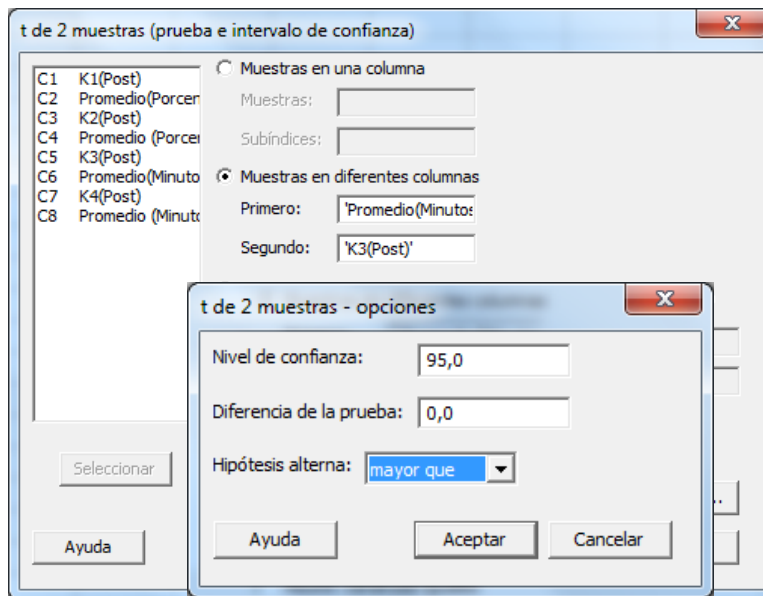 t de 2 muestras (prueba e intervalo de confianza)
C1 K1(Post)
C2 Promedio(Porcen
C3 K2(Post)
C4 Promedio (Porcer
C5 K3(Post)
C6 Promedio(Minuto
C7 K4(Post)
C8 Promedio (Minuto
Muestras en una columna
Muestras:
Subíndices:
Muestras en diferentes columnas
Primero: 'Promedio(Minutos
Segundo: 'K3(Post)'
Seleccionar
Ayuda
..
t de 2 muestras - opciones
Nivel de confianza: 95,0
Diferencia de la prueba: 0,0
Hipótesis alterna: mayor que
Ayuda Aceptar Cancelar